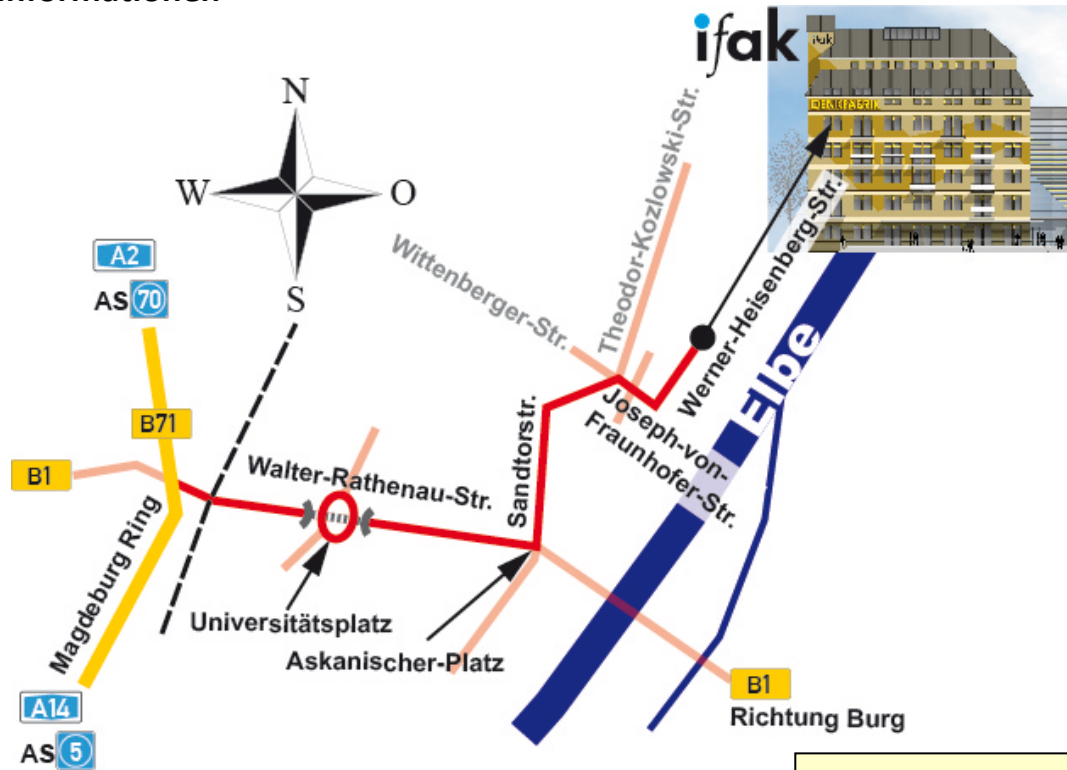 ifak
ifak
DENKFABRIK
N
W
O
S
A2
AS 70
B71
B1
Magdeburg Ring
A14
AS 5
Walter-Rathenau-Str.
Universitätsplatz
Askanischer-Platz
Sandtorstr.
Wittenberger-Str.
Theodor-Kozlowski-Str.
Joseph-von-
Fraunhofer-Str.
Werner-Heisenberg-Str.
Elbe
B1
Richtung Burg